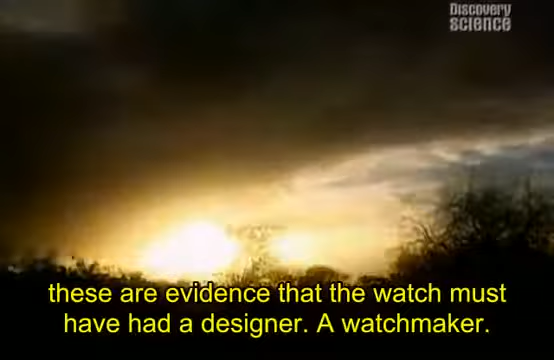 Discovery
SCIENCE
these are evidence that the watch must
have had a designer. A watchmaker.